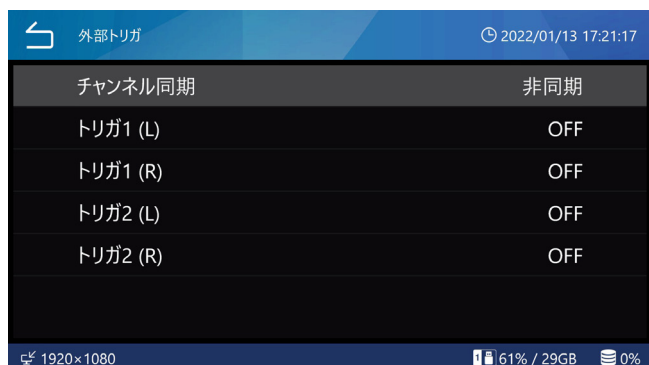 外部トリガ 2022/01/13 17:21:17
チャンネル同期 非同期
トリガ1 (L) OFF
トリガ1 (R) OFF
トリガ2 (L) OFF
トリガ2 (R) OFF
1920×1080 1 61% / 29GB 0%